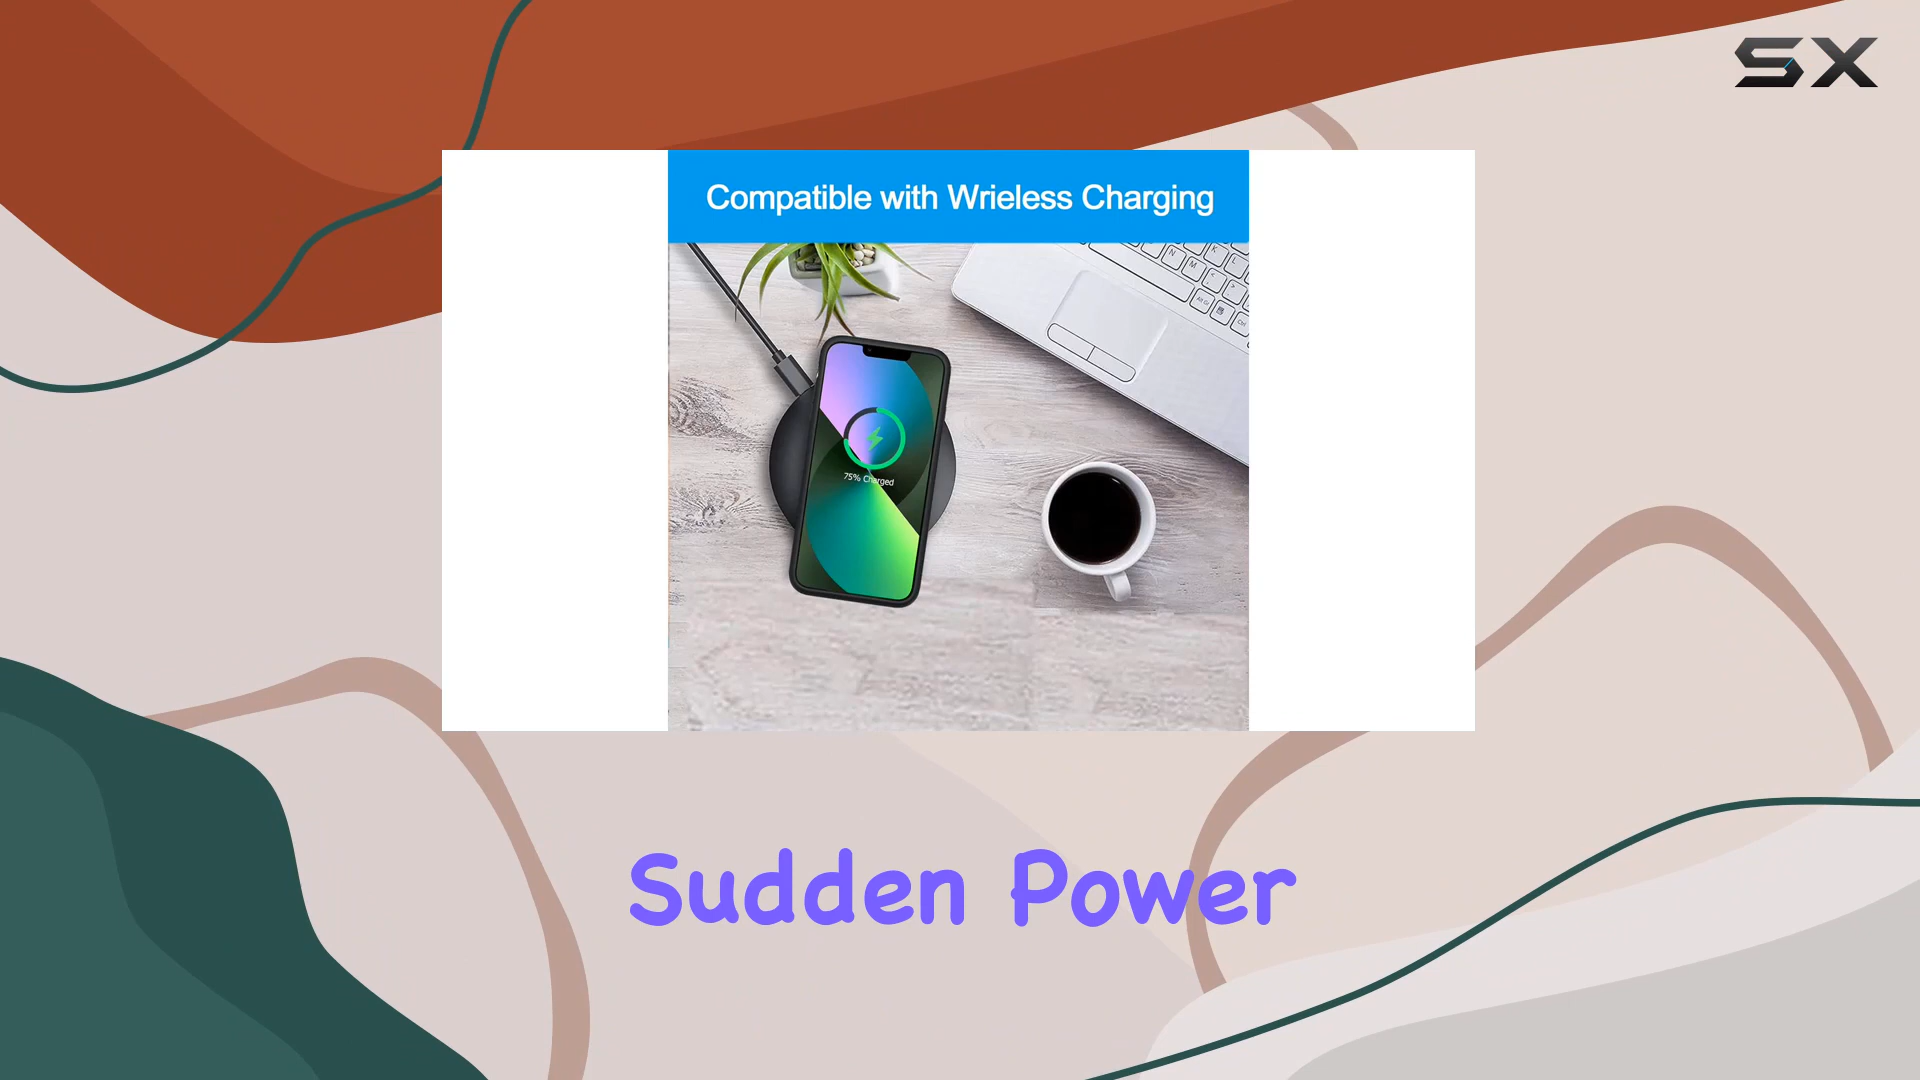 SX
Compatible with Wrieless Charging
75% Charged
Sudden Power